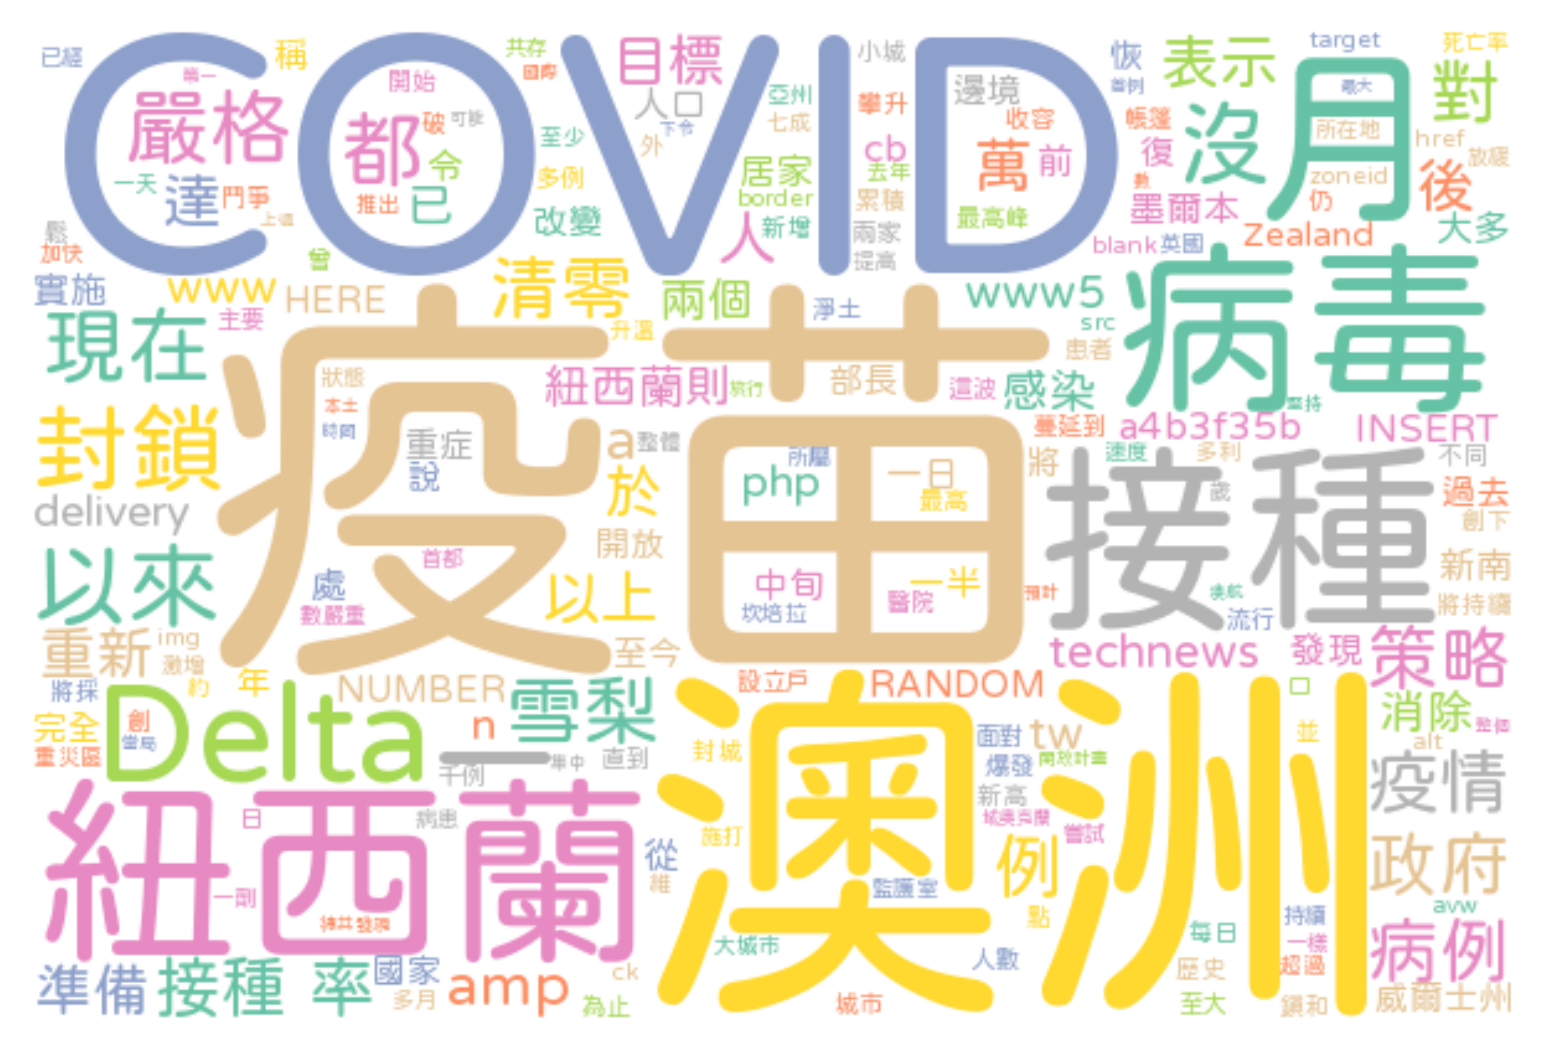 已經
COVID
稱
第一
嚴格
一天
達
鬥爭
鬆
加快
開始
都
破
可能
令
推出
已
曾
共存
國際
至少
多例
改變
目標
人口
外
下令
亞州
七成
居家
border
新增
人
小城
攀升
cb
去年
累積
兩家
提高
邊境
收容
萬
前
最高峰
恢
首例
帳篷
復
數
墨爾本
blank
英國
表示
沒
月
target
最大
所在地
zoneid
仍
Zealand
死亡率
對
href
放緩
後
大多
實施
www
HERE
主要
現在
清零
兩個
淨土
www5
src
患者
病毒
疫苗
升溫
狀態
本土
時間
紐西蘭則
旅行
部長
這波
感染
堅持
封鎖
重症
說
a
整體
於
所屬
php
一日
最高
蔓延到
a4b3f35b
INSERT
將
速度
多利
不同
delivery
接種
歲
過去
創下
以來
首都
處
數嚴重
開放
以上
中旬
坎培拉
一半
醫院
預計
流行
新南
將持續
重新
img
激增
至今
technews
發現
策略
將採
約
年
NUMBER
設立戶
RANDOM
口
完全
重災區
Delta
創
當局
n
雪梨
一
千例
集中
直到
澳洲
封城
面對
tw
爆發
並
消除
整個
alt
紐西蘭
日
病患
一劑
施打
新高
嘗試
例
疫情
從
維
監護室
點
政府
avw
準備
接種
率
國家
多月
amp
ck
為止
大城市
城市
人數
每日
歷史
至大
持續
一樣
超過
鎮和
病例
威爾士州